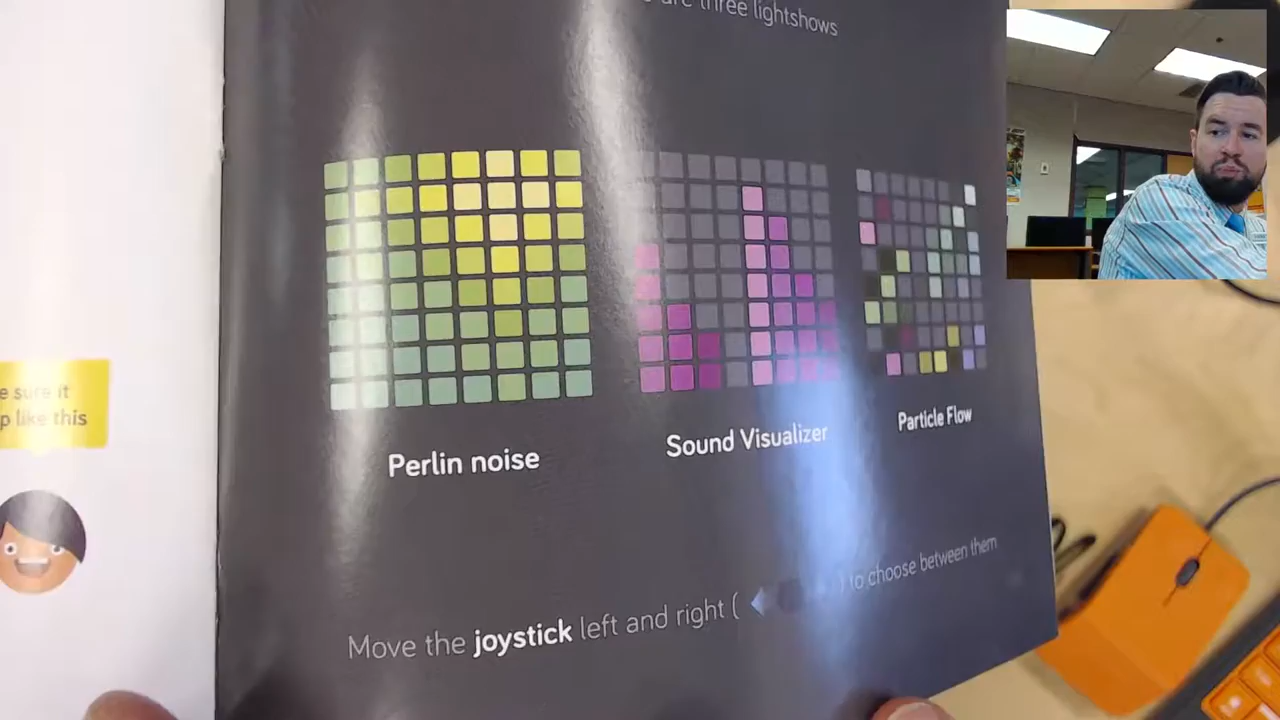 are three lightshows
e sure it
p like this
Perlin noise
Sound Visualizer
Particle Flow
Move the joystick left and right ( ) to choose between them